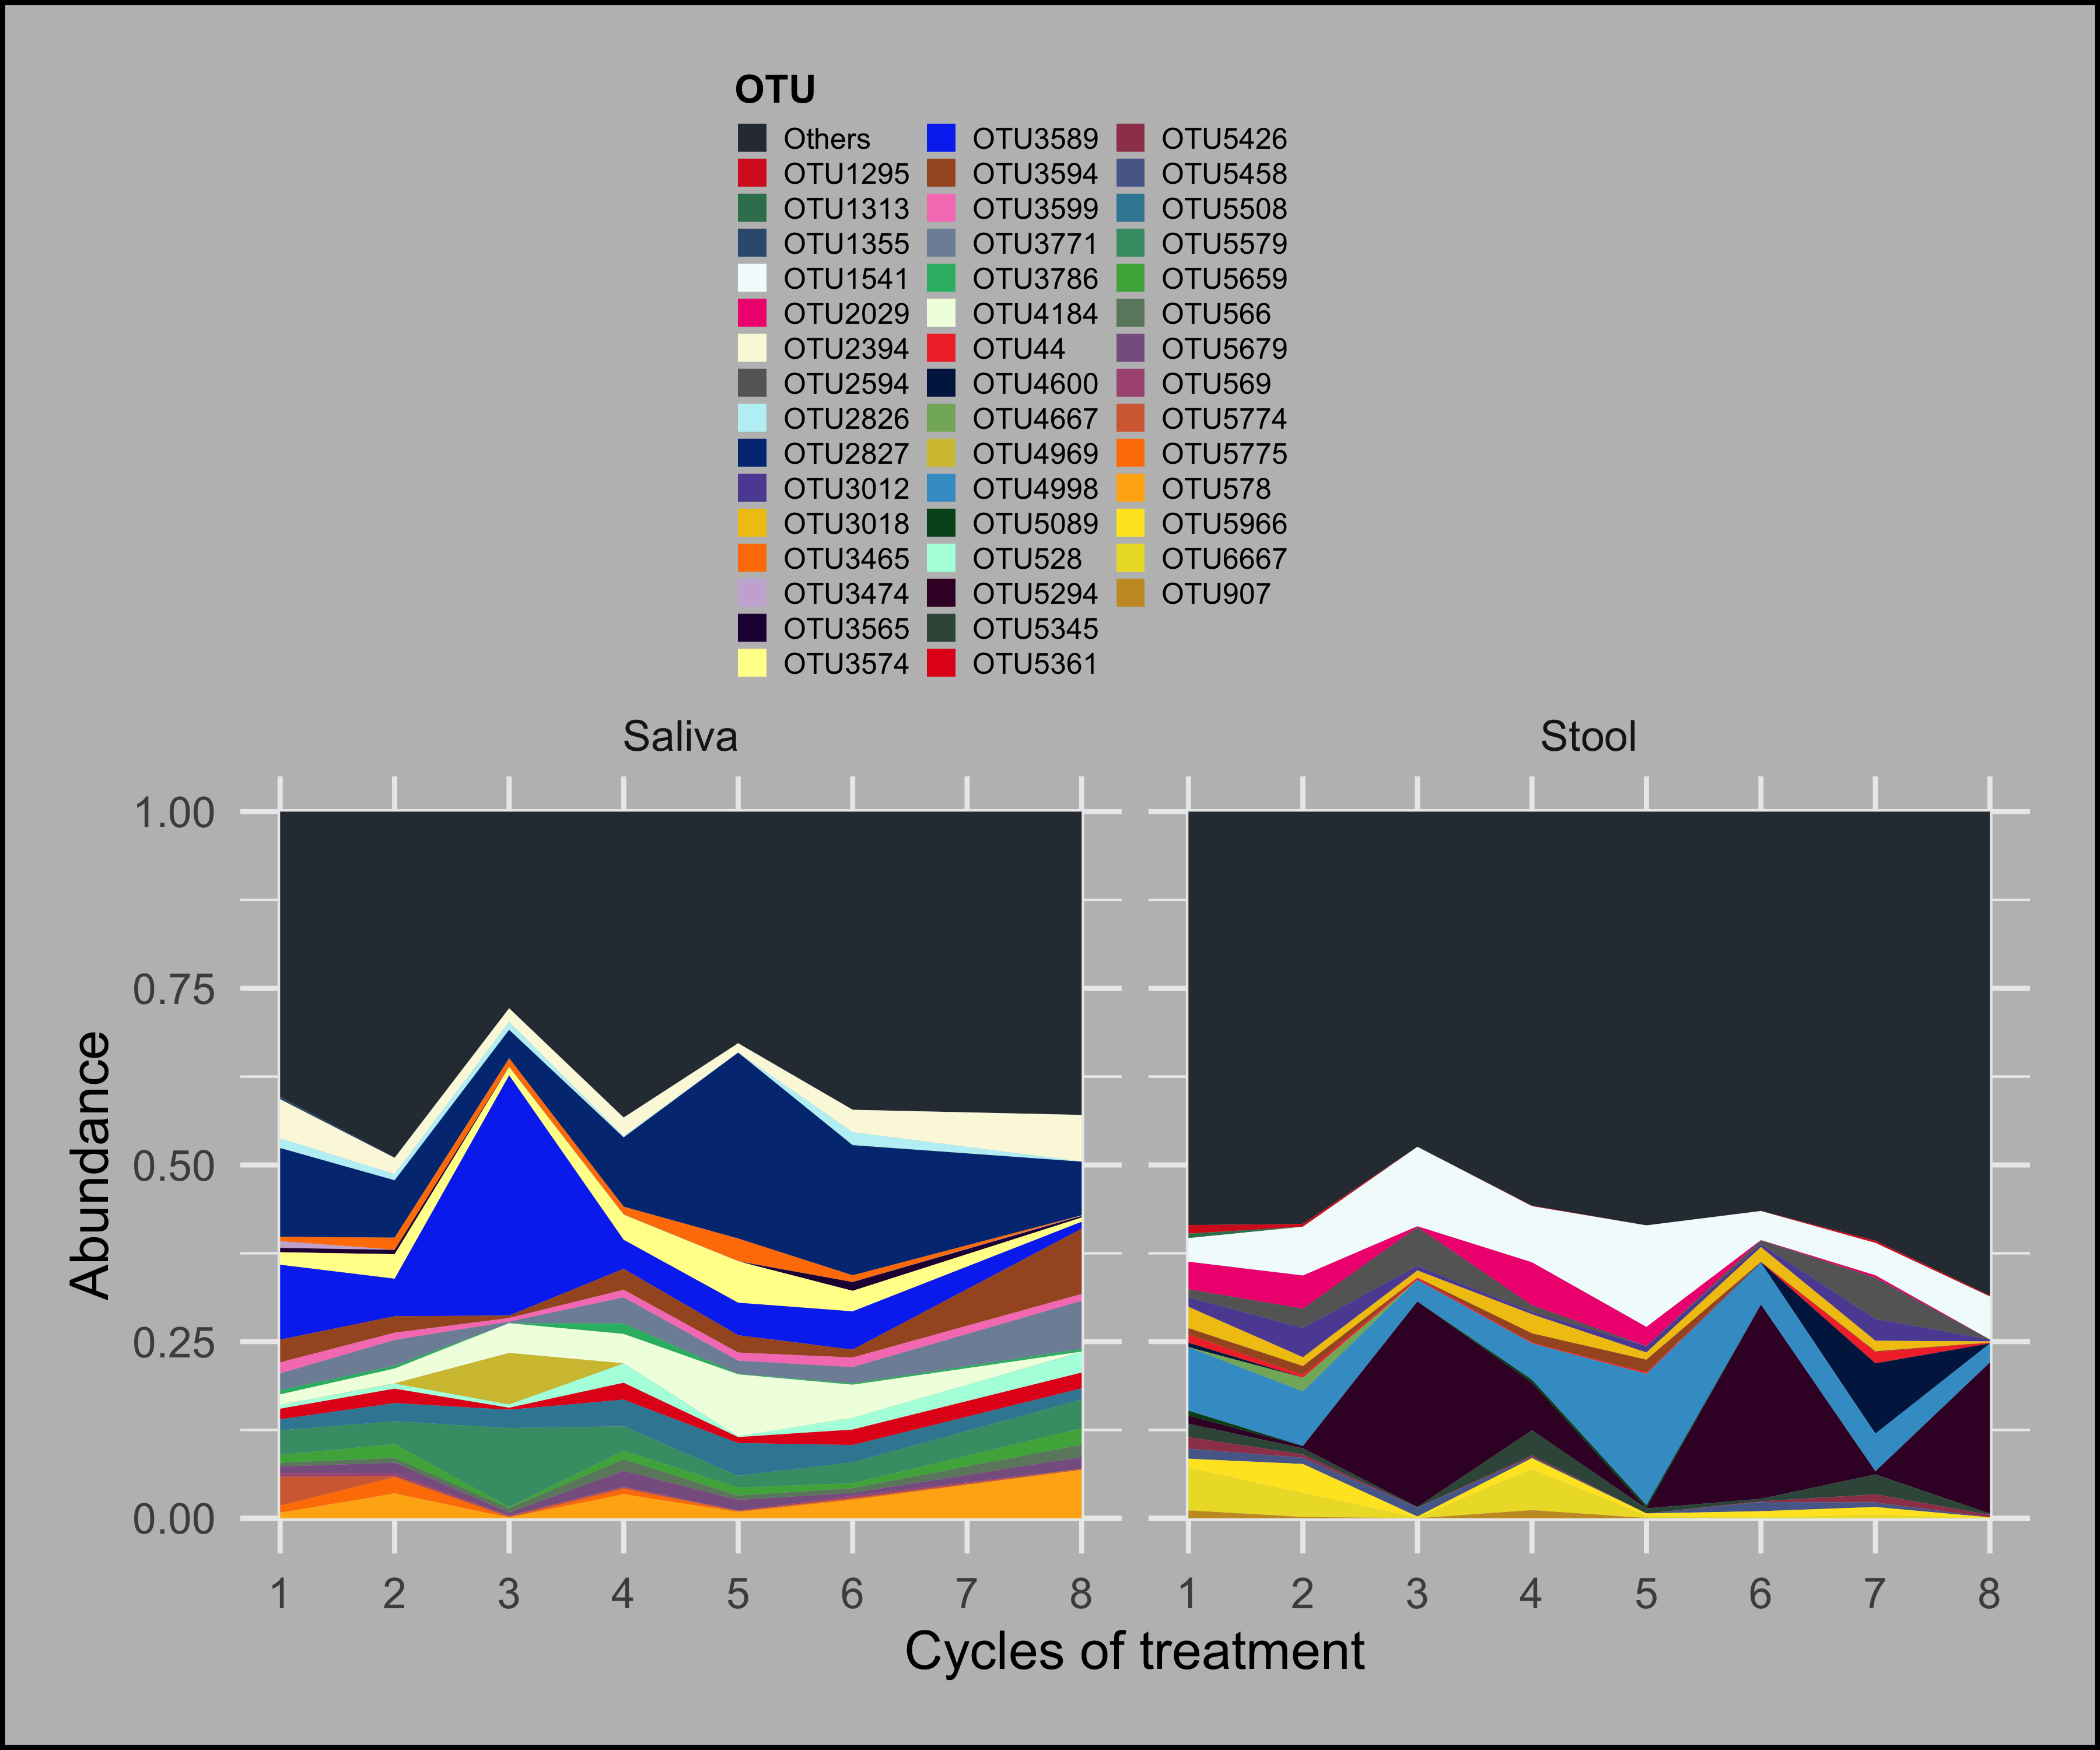 OTU
Others
OTU1295
OTU1313
OTU1355
OTU1541
OTU2029
OTU2394
OTU2594
OTU2826
OTU2827
OTU3012
OTU3018
OTU3465
OTU3474
OTU3565
OTU3574
OTU3589
OTU3594
OTU3599
OTU3771
OTU3786
OTU4184
OTU44
OTU4600
OTU4667
OTU4969
OTU4998
OTU5089
OTU528
OTU5294
OTU5345
OTU5361
OTU5426
OTU5458
OTU5508
OTU5579
OTU5659
OTU566
OTU5679
OTU569
OTU5774
OTU5775
OTU578
OTU5966
OTU6667
OTU907
Saliva
Stool
Abundance
1.00
0.75
0.50
0.25
0.00
1 2 3 4 5 6 7 8
1 2 3 4 5 6 7 8
Cycles of treatment